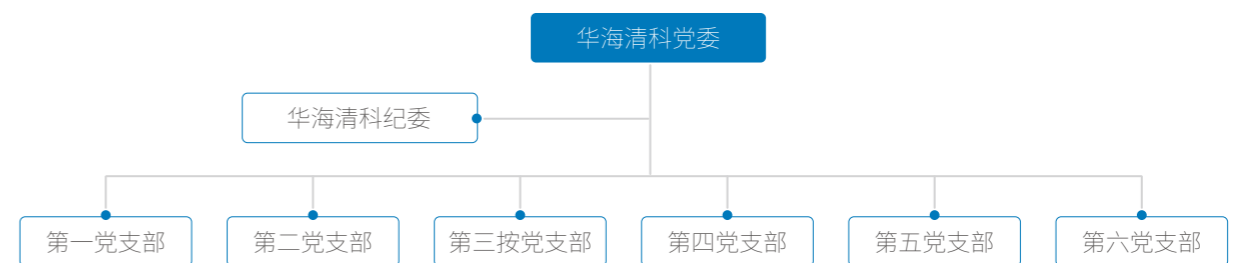 华海清科党委
华海清科纪委
第一党支部
第二党支部
第三按党支部
第四党支部
第五党支部
第六党支部